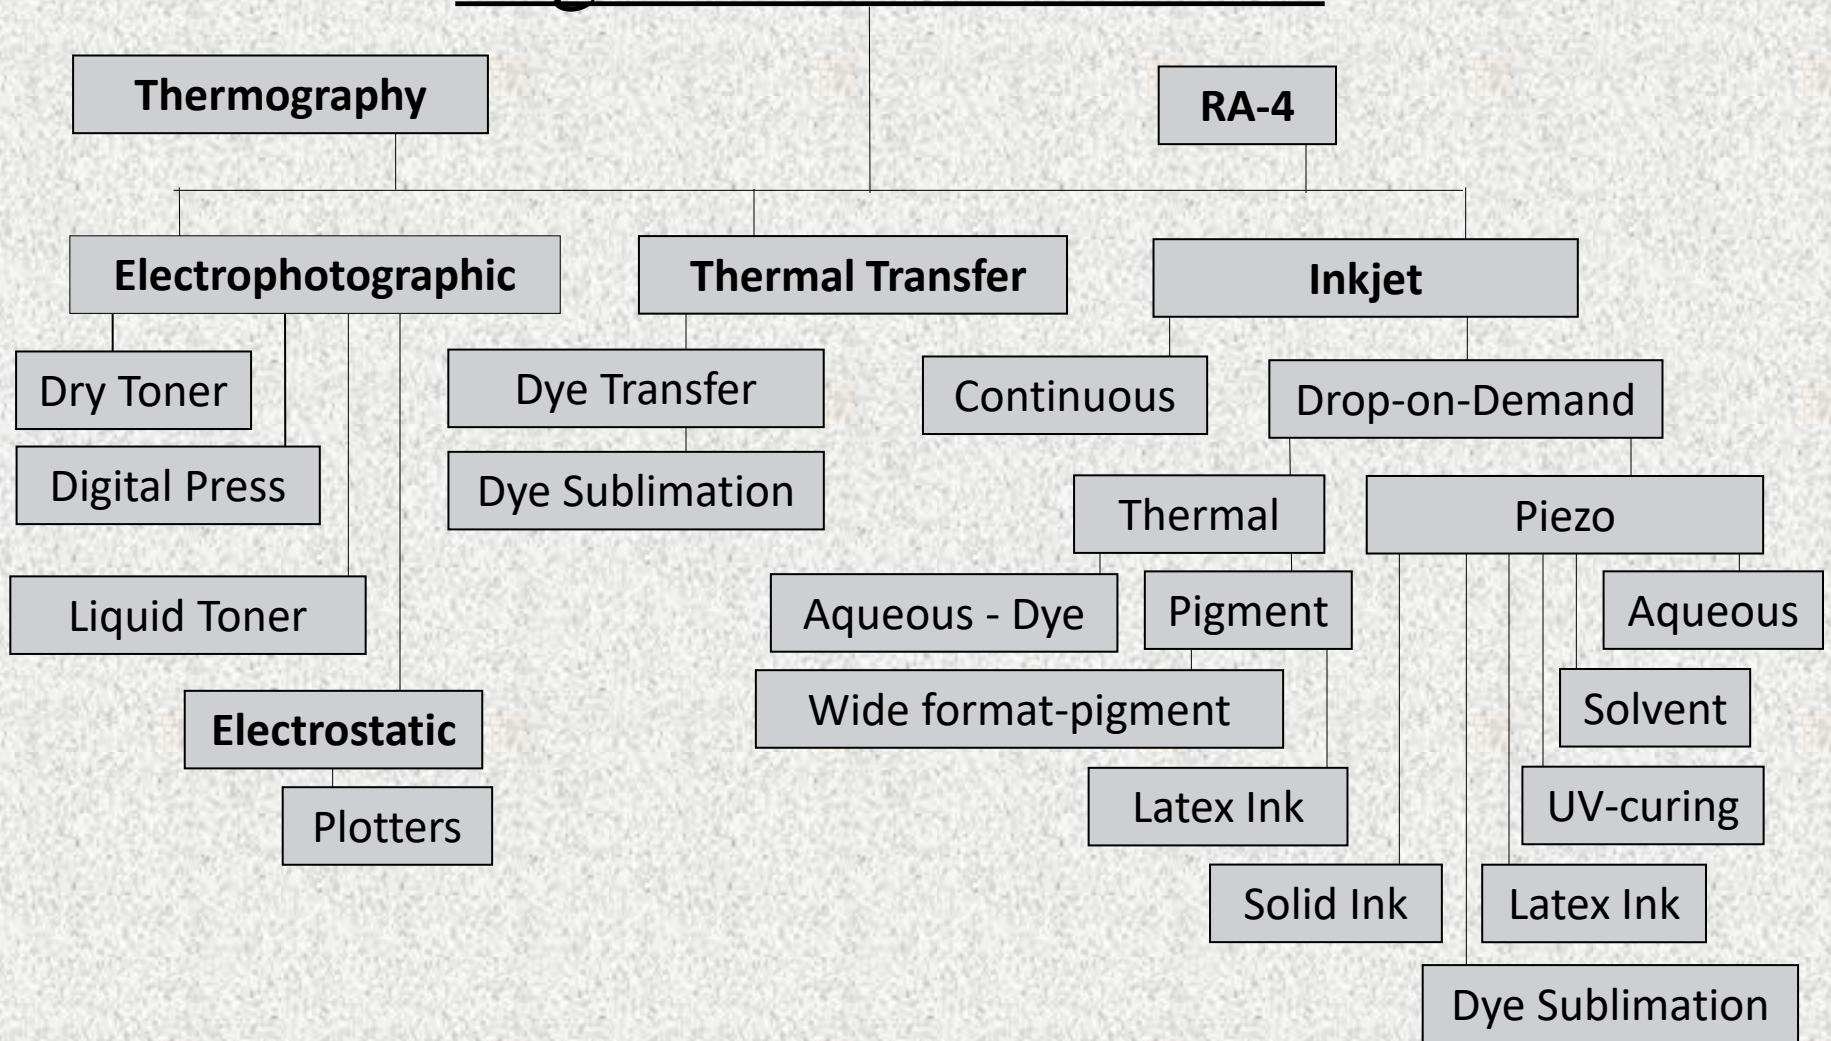 Thermography
RA-4
Electrophotographic
Thermal Transfer
Inkjet
Dry Toner
Dye Transfer
Continuous
Drop-on-Demand
Digital Press
Dye Sublimation
Thermal
Piezo
Liquid Toner
Aqueous - Dye
Pigment
Aqueous
Wide format-pigment
Solvent
Electrostatic
Plotters
Latex Ink
UV-curing
Solid Ink
Latex Ink
Dye Sublimation